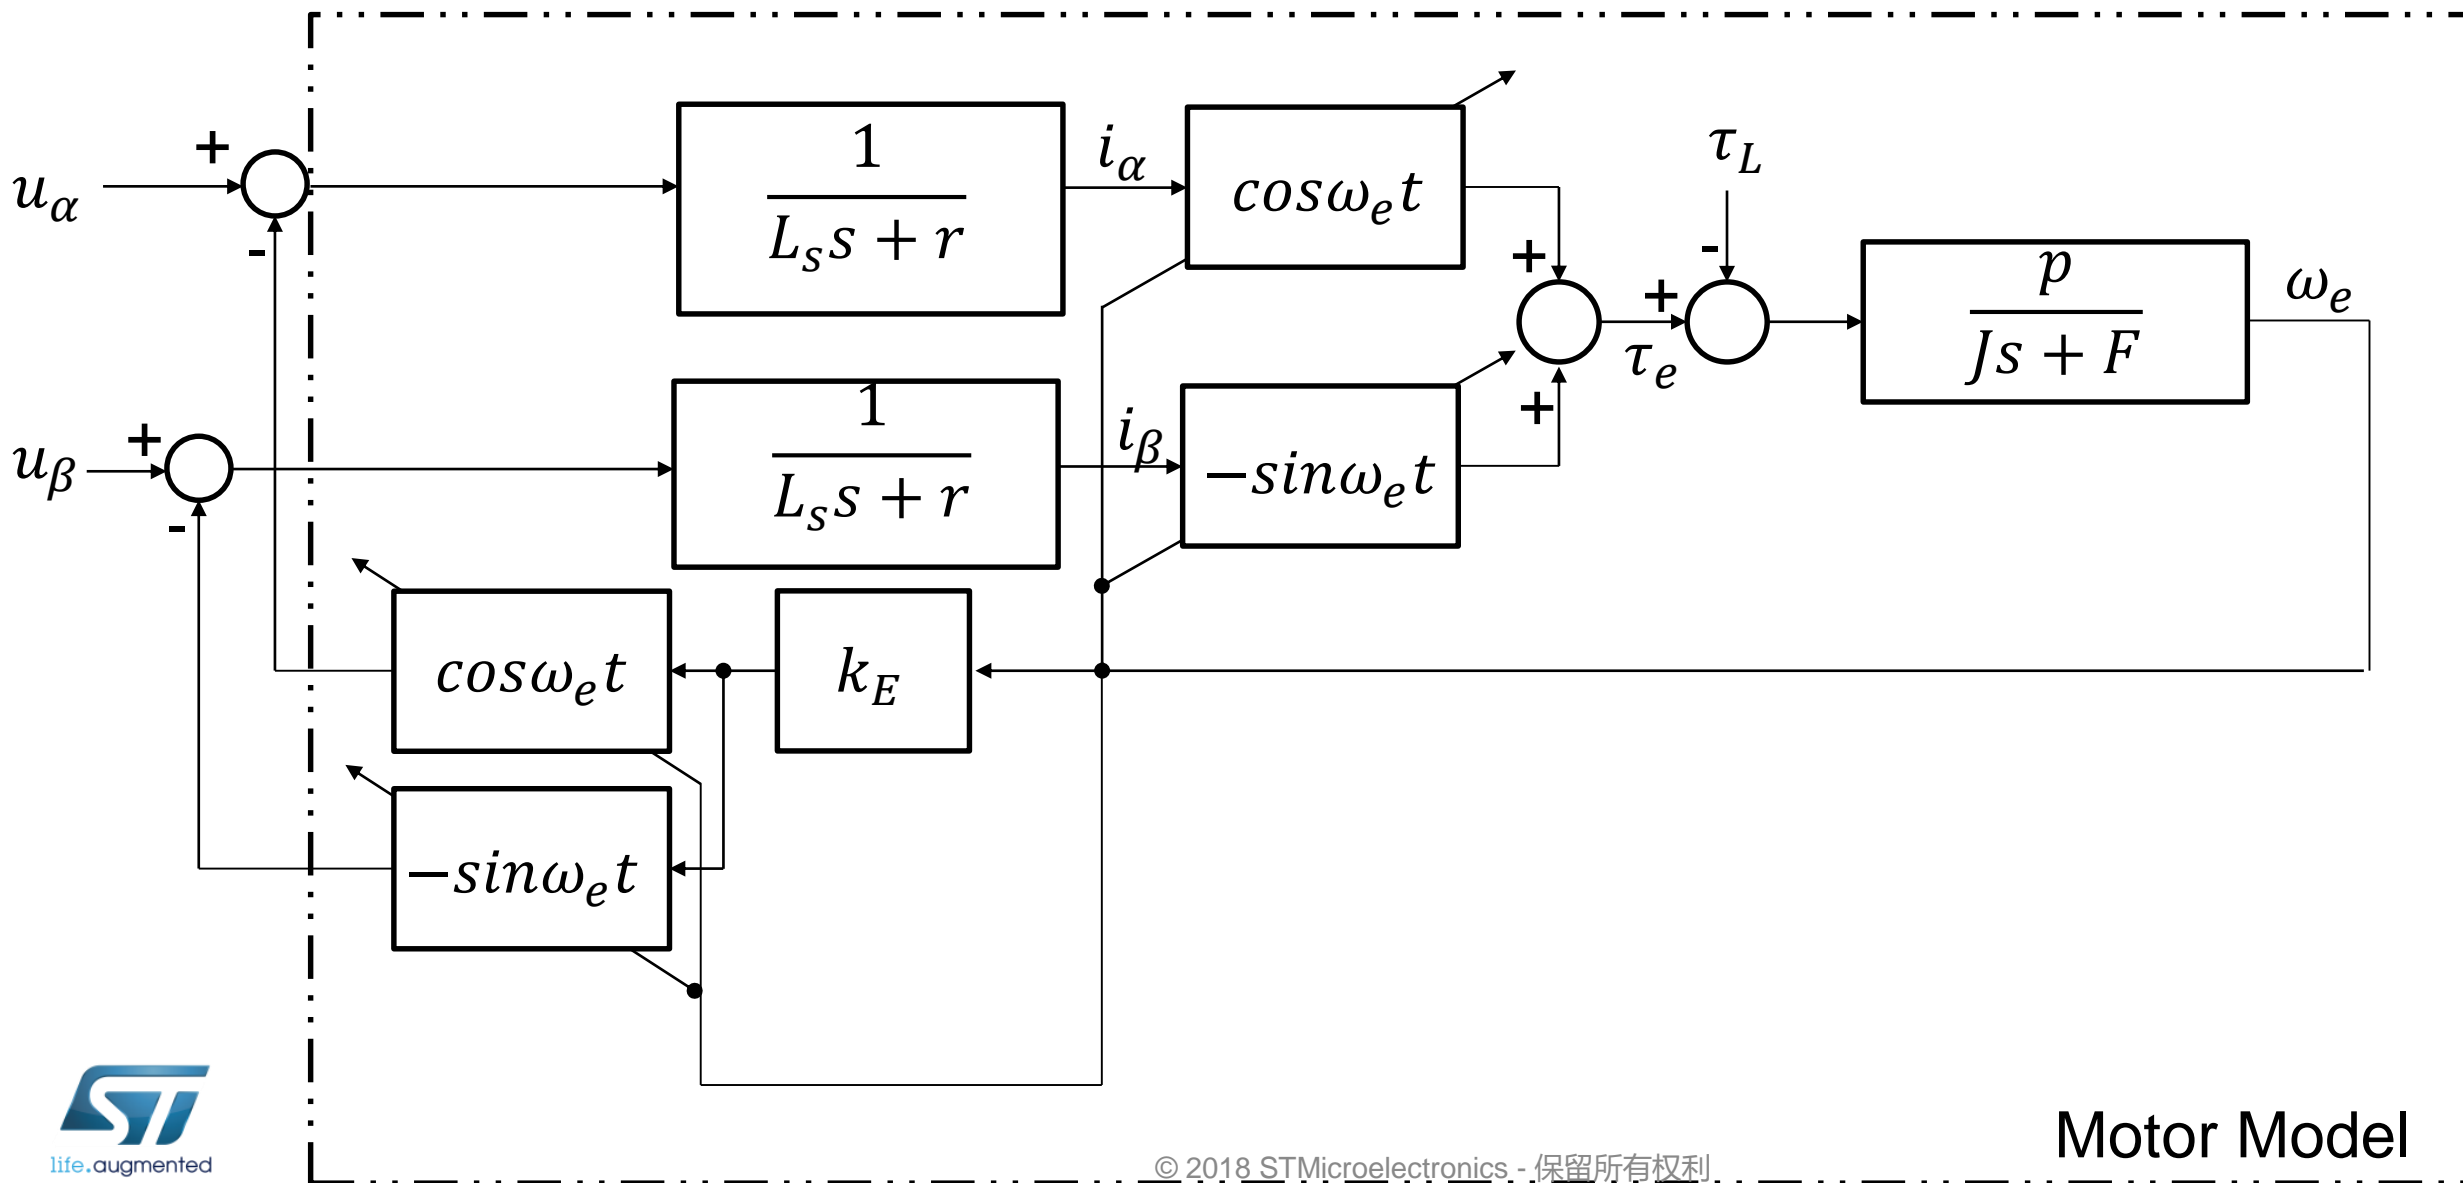 +
u_α
-
1
L_s s + r
i_α
cosω_e t
τ_L
-
+
+
τ_e
p
Js + F
ω_e
+
u_β
-
1
L_s s + r
i_β
−sinω_e t
+
cosω_e t
k_E
−sinω_e t
life.augmented
© 2018 STMicroelectronics - 保留所有权利
Motor Model